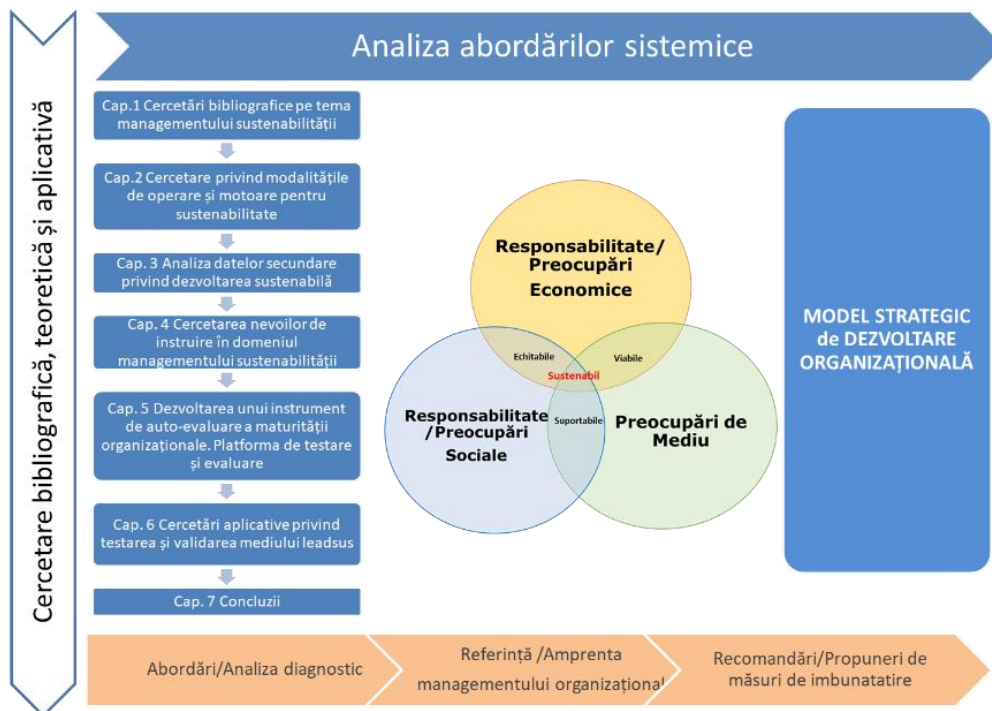 Analiza abordărilor sistemice
Cercetare bibliografică, teoretică și aplicativă
Cap.1 Cercetări bibliografice pe tema
managementului sustenabilității
Cap.2 Cercetare privind modalitățile
de operare și motoare pentru
sustenabilitate
Cap. 3 Analiza datelor secundare
privind dezvoltarea sustenabilă
Cap. 4 Cercetarea nevoilor de
instruire în domeniul
managementului sustenabilității
Cap. 5 Dezvoltarea unui instrument
de auto-evaluare a maturității
organizaționale. Platforma de testare
și evaluare
Cap. 6 Cercetări aplicative privind
testarea și validarea mediului leadsus
Cap. 7 Concluzii
Responsabilitate/
Preocupări
Economice
Echitabile
Viabile
Sustenabil
Responsabilitate
/Preocupări
Sociale
Suportabile
Preocupări de
Mediu
MODEL STRATEGIC
de DEZVOLTARE
ORGANIZAȚIONALĂ
Abordări/Analiza diagnostic
Referință /Amprenta
managementului organizațional
Recomandări/Propuneri de
măsuri de imbunatatire